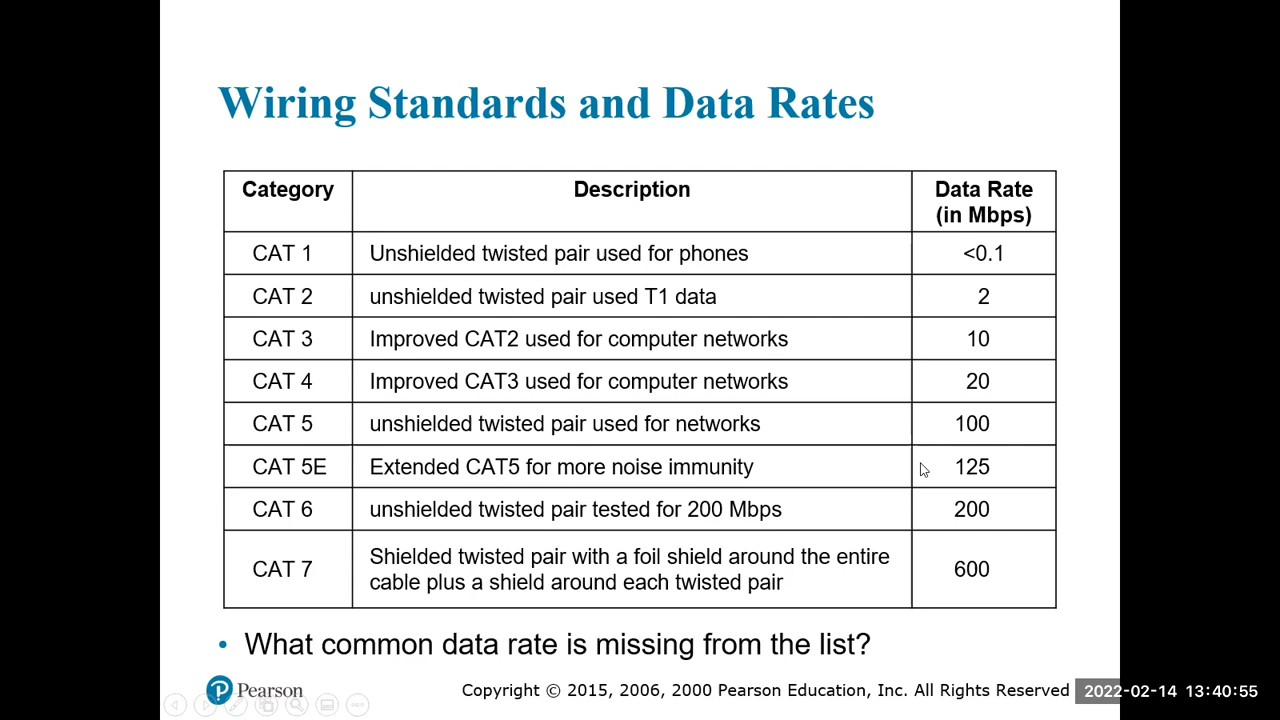 Wiring Standards and Data Rates
Category Description Data Rate
(in Mbps)
CAT 1 Unshielded twisted pair used for phones <0.1
CAT 2 unshielded twisted pair used T1 data 2
CAT 3 Improved CAT2 used for computer networks 10
CAT 4 Improved CAT3 used for computer networks 20
CAT 5 unshielded twisted pair used for networks 100
CAT 5E Extended CAT5 for more noise immunity 125
CAT 6 unshielded twisted pair tested for 200 Mbps 200
CAT 7 Shielded twisted pair with a foil shield around the entire
cable plus a shield around each twisted pair 600
• What common data rate is missing from the list?
Pearson Copyright © 2015, 2006, 2000 Pearson Education, Inc. All Rights Reserved 2022-02-14 13:40:55